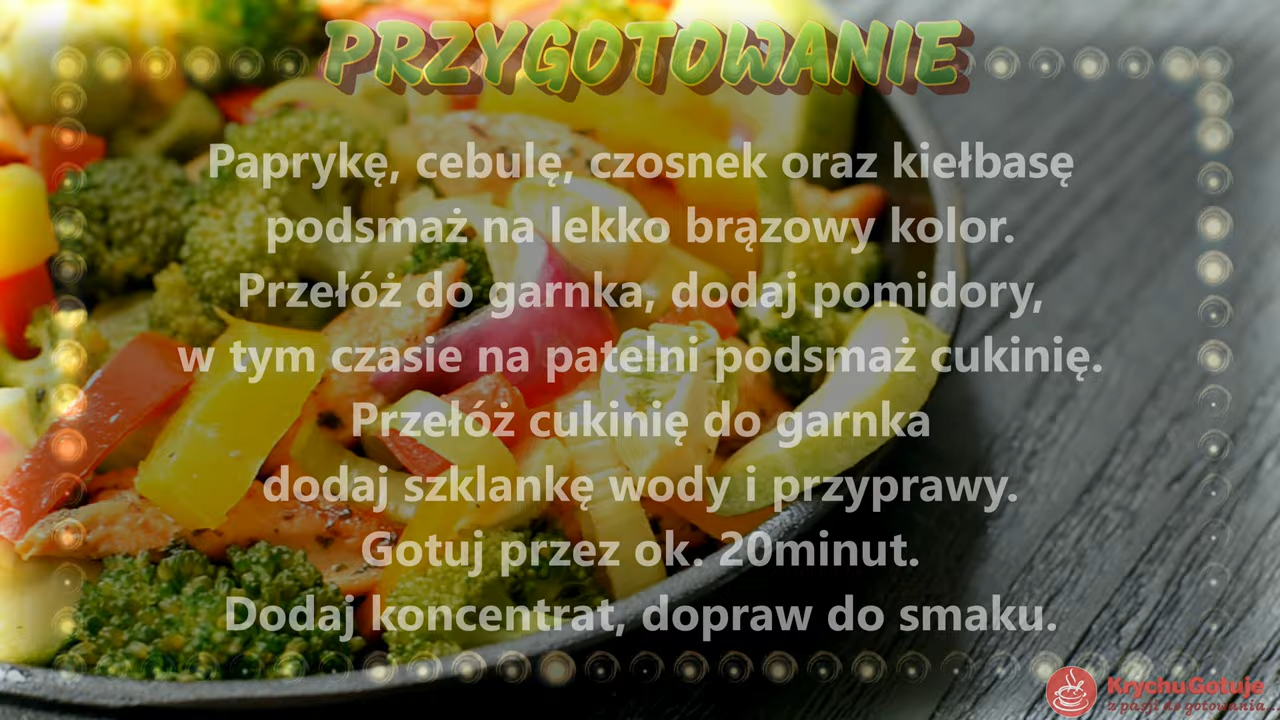 PRZYGOTOWANIE
Paprykę, cebulę, czosnek oraz kiełbasę
podsmaż na lekko brązowy kolor.
Przełóż do garnka, dodaj pomidory,
w tym czasie na patelni podsmaż cukinię.
Przełóż cukinię do garnka
dodaj szklankę wody i przyprawy.
Gotuj przez ok. 20minut.
Dodaj koncentrat, dopraw do smaku.
KrychuGotuje
z pasji do gotowania...